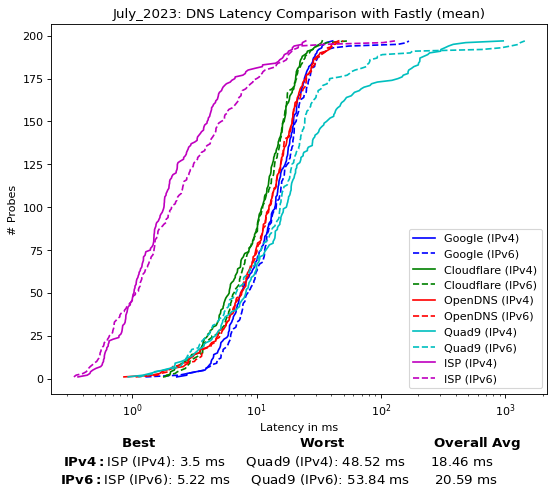 July_2023: DNS Latency Comparison with Fastly (mean)
200
175
150
125
100
75
50
25
0
# Probes
10⁰ 10¹ 10² 10³
Latency in ms
Google (IPv4)
Google (IPv6)
Cloudflare (IPv4)
Cloudflare (IPv6)
OpenDNS (IPv4)
OpenDNS (IPv6)
Quad9 (IPv4)
Quad9 (IPv6)
ISP (IPv4)
ISP (IPv6)
Best Worst Overall Avg
IPv4: ISP (IPv4): 3.5 ms Quad9 (IPv4): 48.52 ms 18.46 ms
IPv6: ISP (IPv6): 5.22 ms Quad9 (IPv6): 53.84 ms 20.59 ms